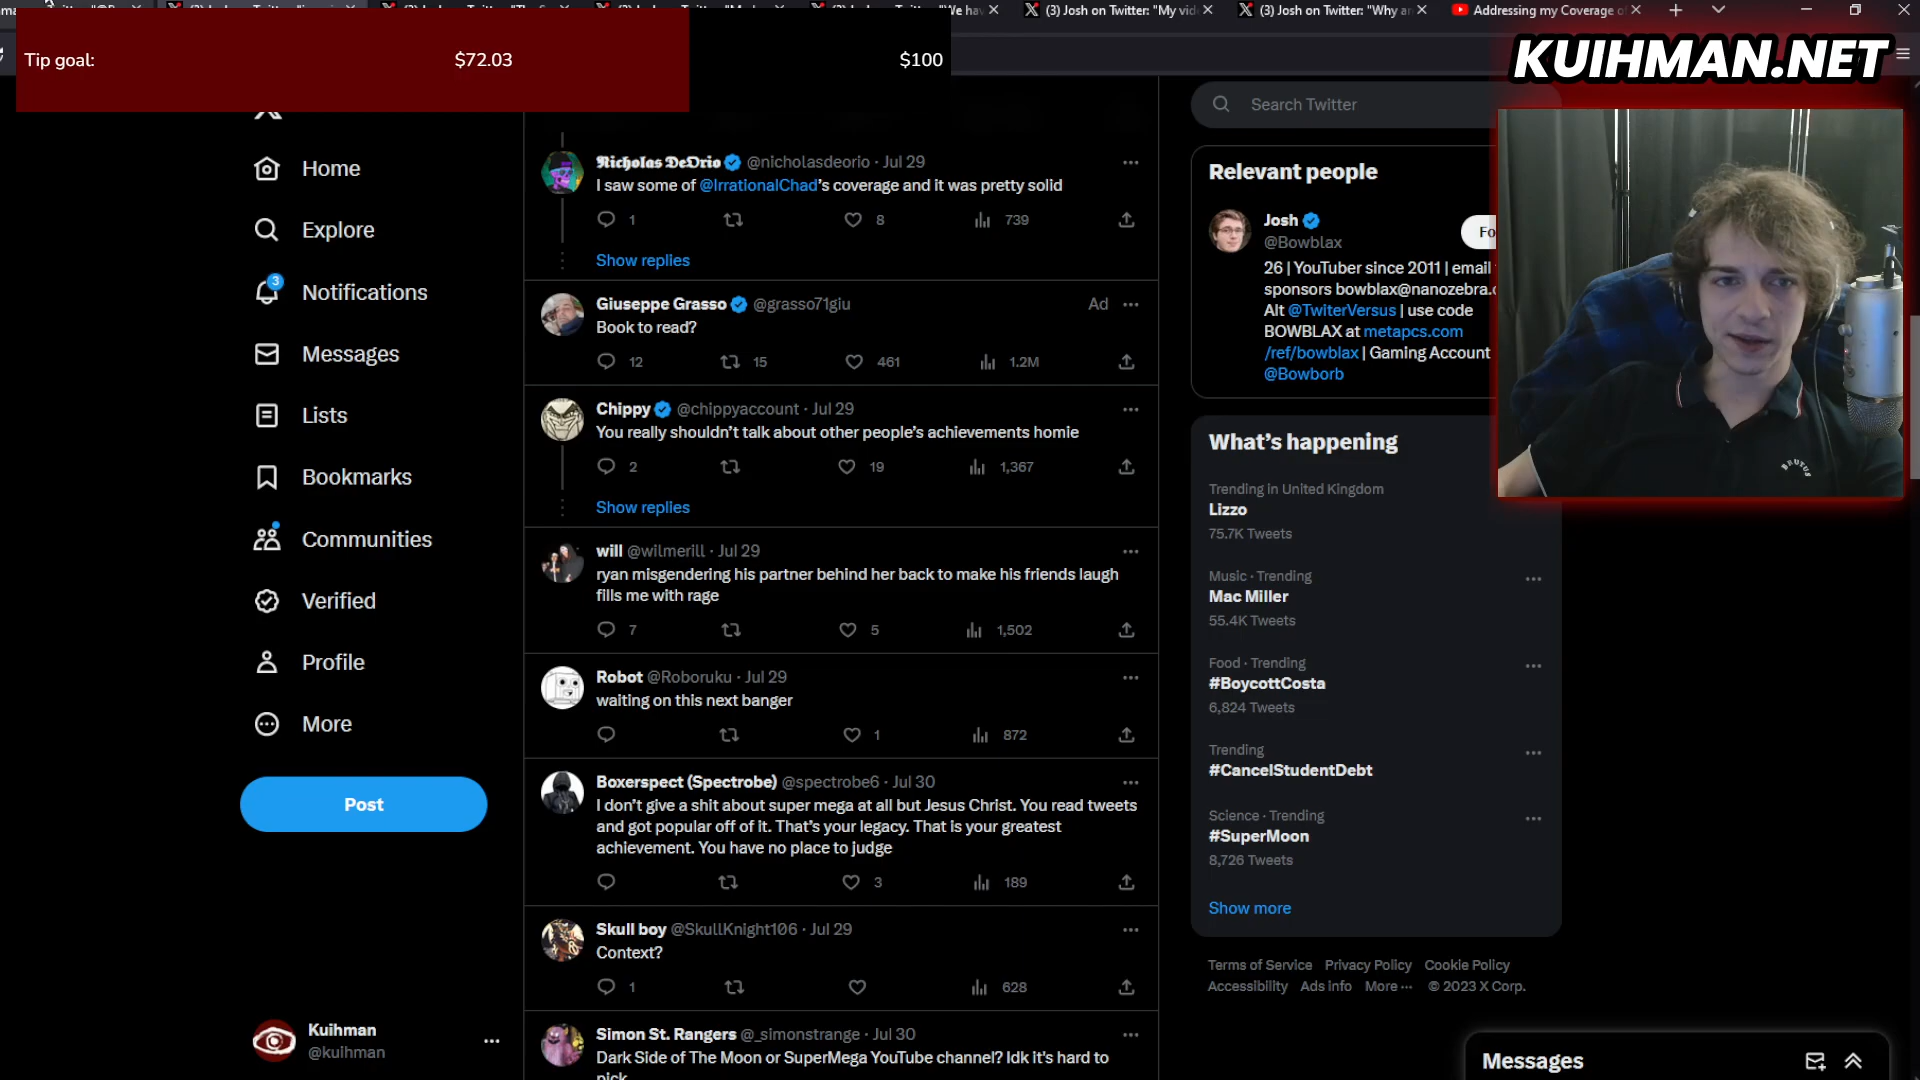 (3) Josh on Twitter: "My vid
(3) Josh on Twitter: "Why a
Addressing my Coverage o
Tip goal:
$72.03
$100
KUIHMAN.NET
Home
Explore
3
Notifications
Messages
Lists
Bookmarks
Communities
Verified
Profile
More
Post
Kuihman
@kuihman
Nicholas DeOrio @nicholasdeorio · Jul 29
I saw some of @IrrationalChad's coverage and it was pretty solid
1
8
739
Show replies
Giuseppe Grasso @grasso71giu
Ad
Book to read?
12
15
461
1.2M
Chippy @chippyaccount · Jul 29
You really shouldn't talk about other people's achievements homie
2
19
1,367
Show replies
will @wilmerill · Jul 29
ryan misgendering his partner behind her back to make his friends laugh
fills me with rage
7
5
1,502
Robot @Roboruku · Jul 29
waiting on this next banger
1
872
Boxerspect (Spectrobe) @spectrobe6 · Jul 30
I don't give a shit about super mega at all but Jesus Christ. You read tweets
and got popular off of it. That's your legacy. That is your greatest
achievement. You have no place to judge
3
189
Skull boy @SkullKnight106 · Jul 29
Context?
1
628
Simon St. Rangers @_simonstrange · Jul 30
Dark Side of The Moon or SuperMega YouTube channel? Idk it's hard to
pick
Search Twitter
Relevant people
Josh
@Bowblax
Fo
26 | YouTube since 2011 | email
sponsors bowblax@nanozebra.c
Alt @TwiterVersus | use code
BOWBLAX at metapcs.com
/ref/bowblax | Gaming Account
@Bowborb
What's happening
Trending in United Kingdom
Lizzo
75.7K Tweets
Music · Trending
Mac Miller
55.4K Tweets
Food · Trending
#BoycottCosta
6,824 Tweets
Trending
#CancelStudentDebt
Science · Trending
#SuperMoon
8,726 Tweets
Show more
Terms of Service Privacy Policy Cookie Policy
Accessibility Ads info More ··· © 2023 X Corp.
Messages
BRUTUS